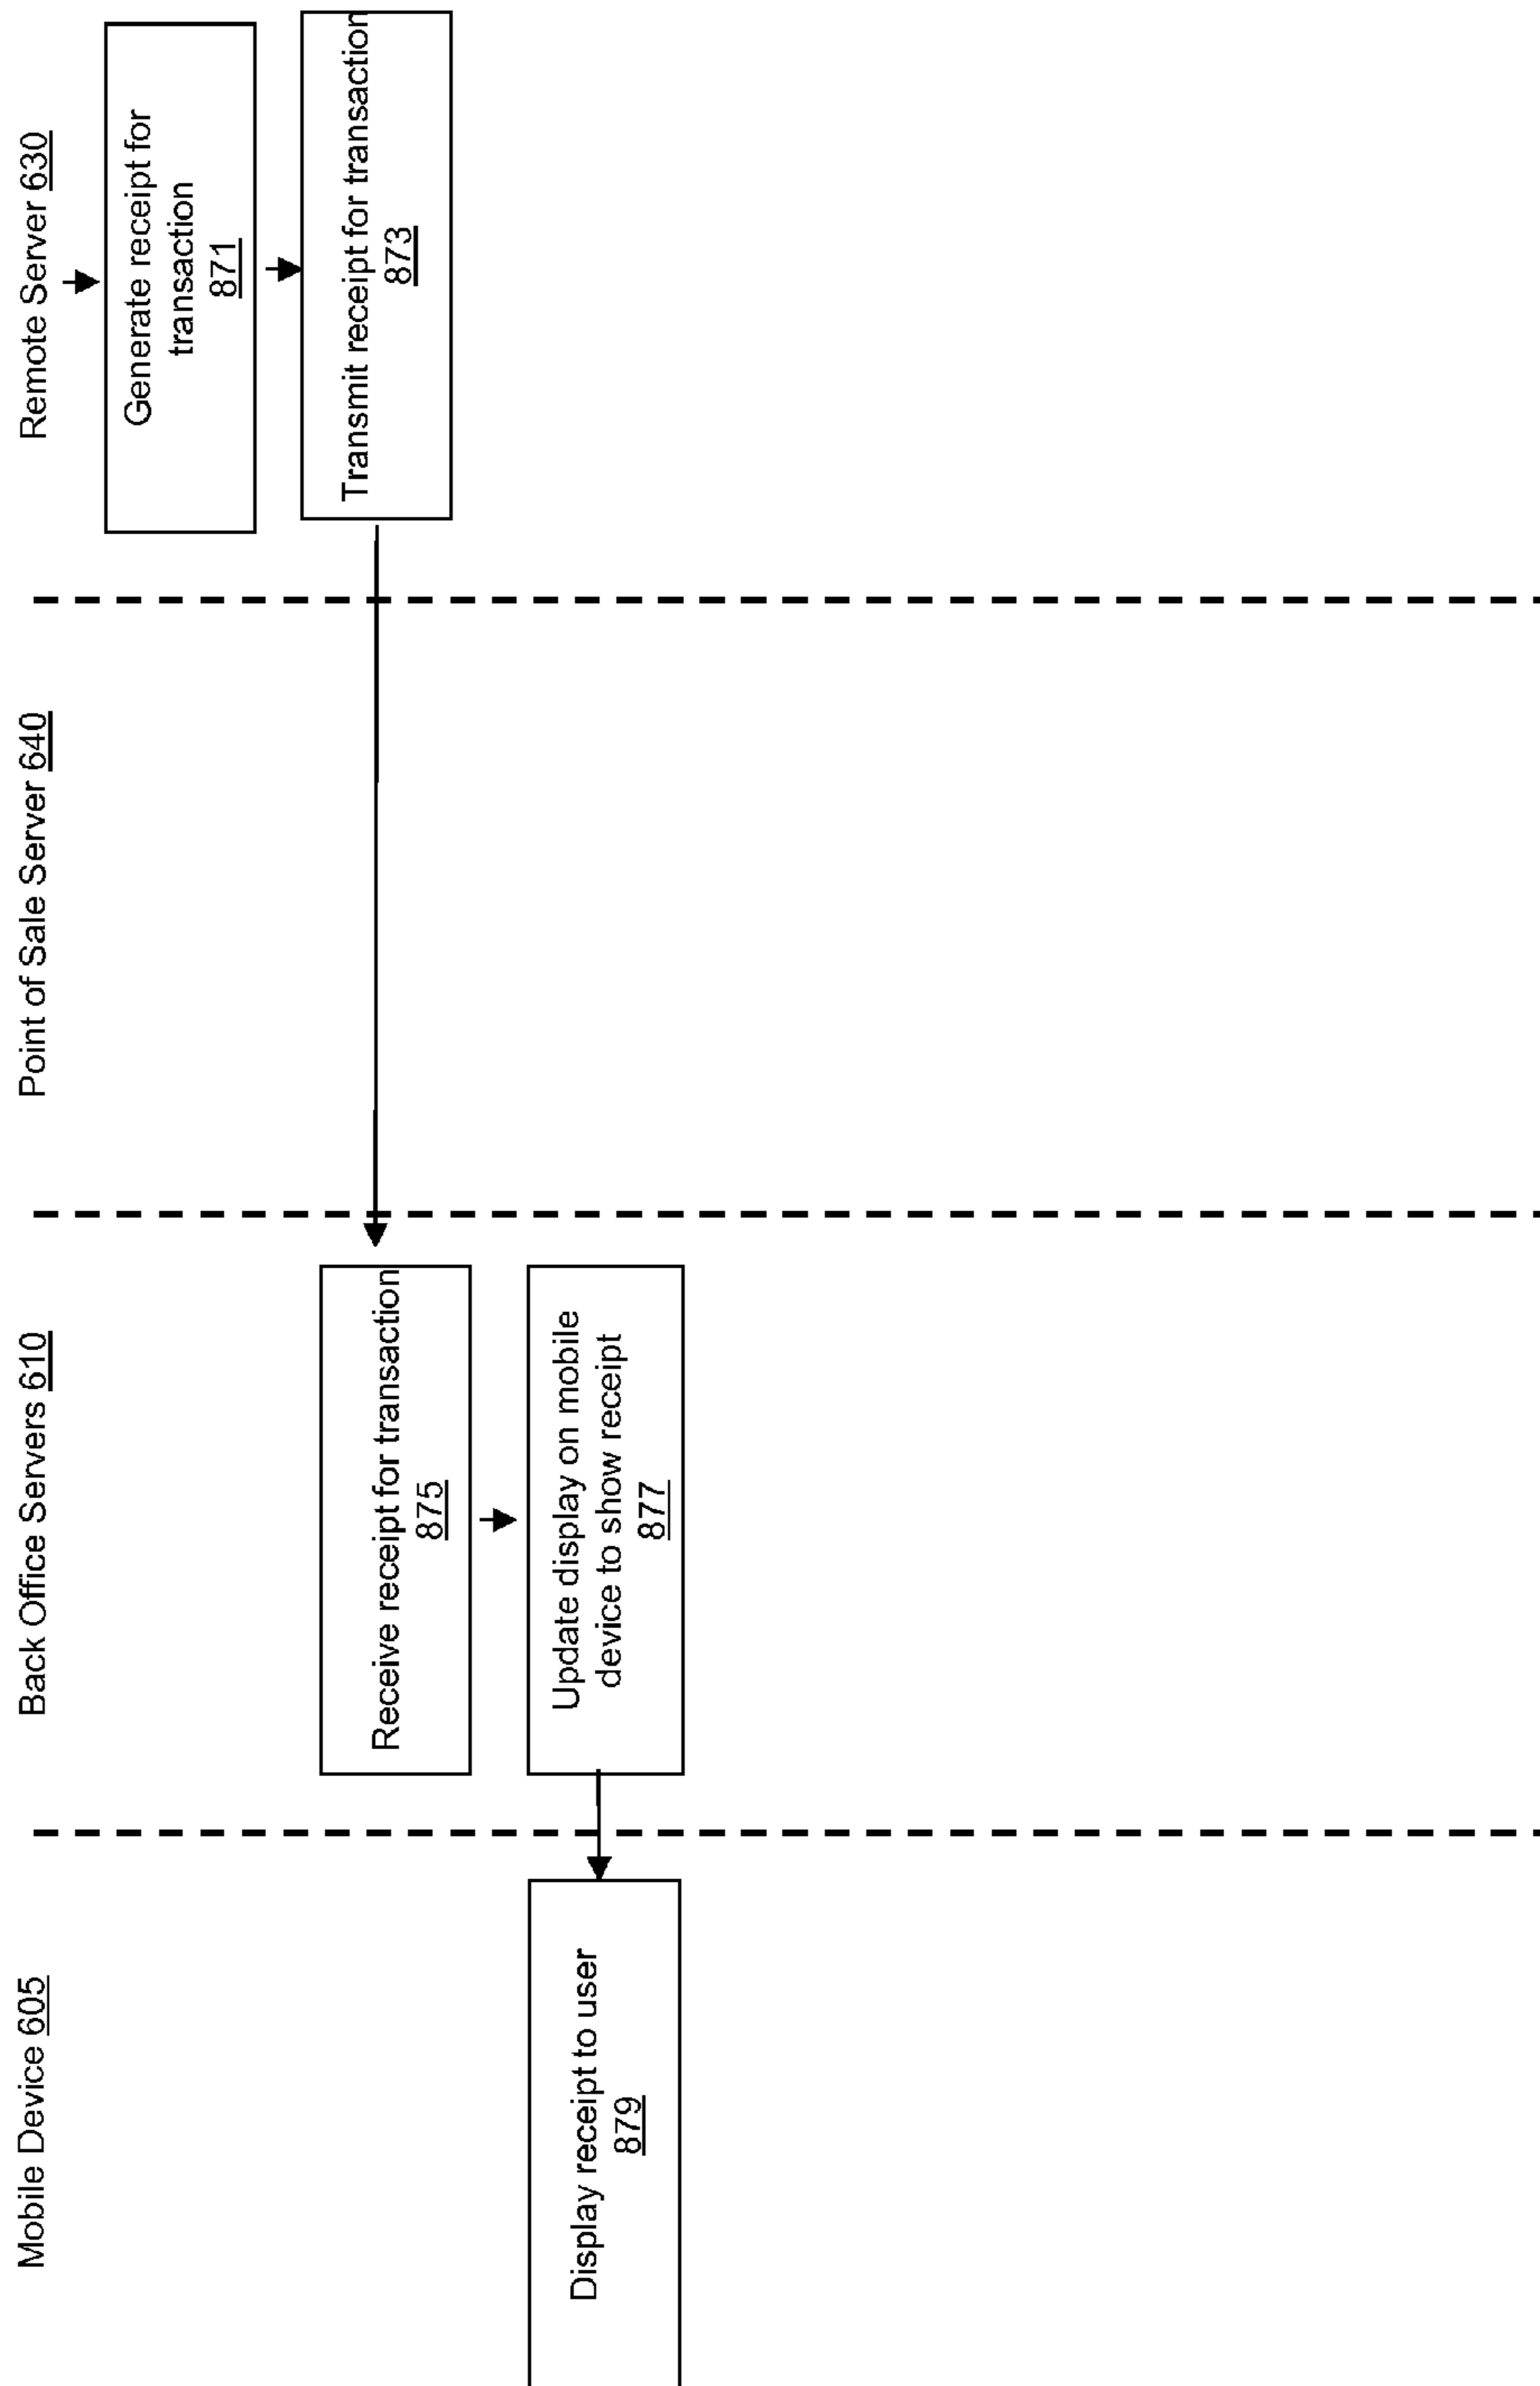 Mobile Device 605
Back Office Servers 610
Point of Sale Server 640
Remote Server 630
Generate receipt for
transaction
871
Transmit receipt for transaction
873
Receive receipt for transaction
875
Update display on mobile
device to show receipt
877
Display receipt to user
879